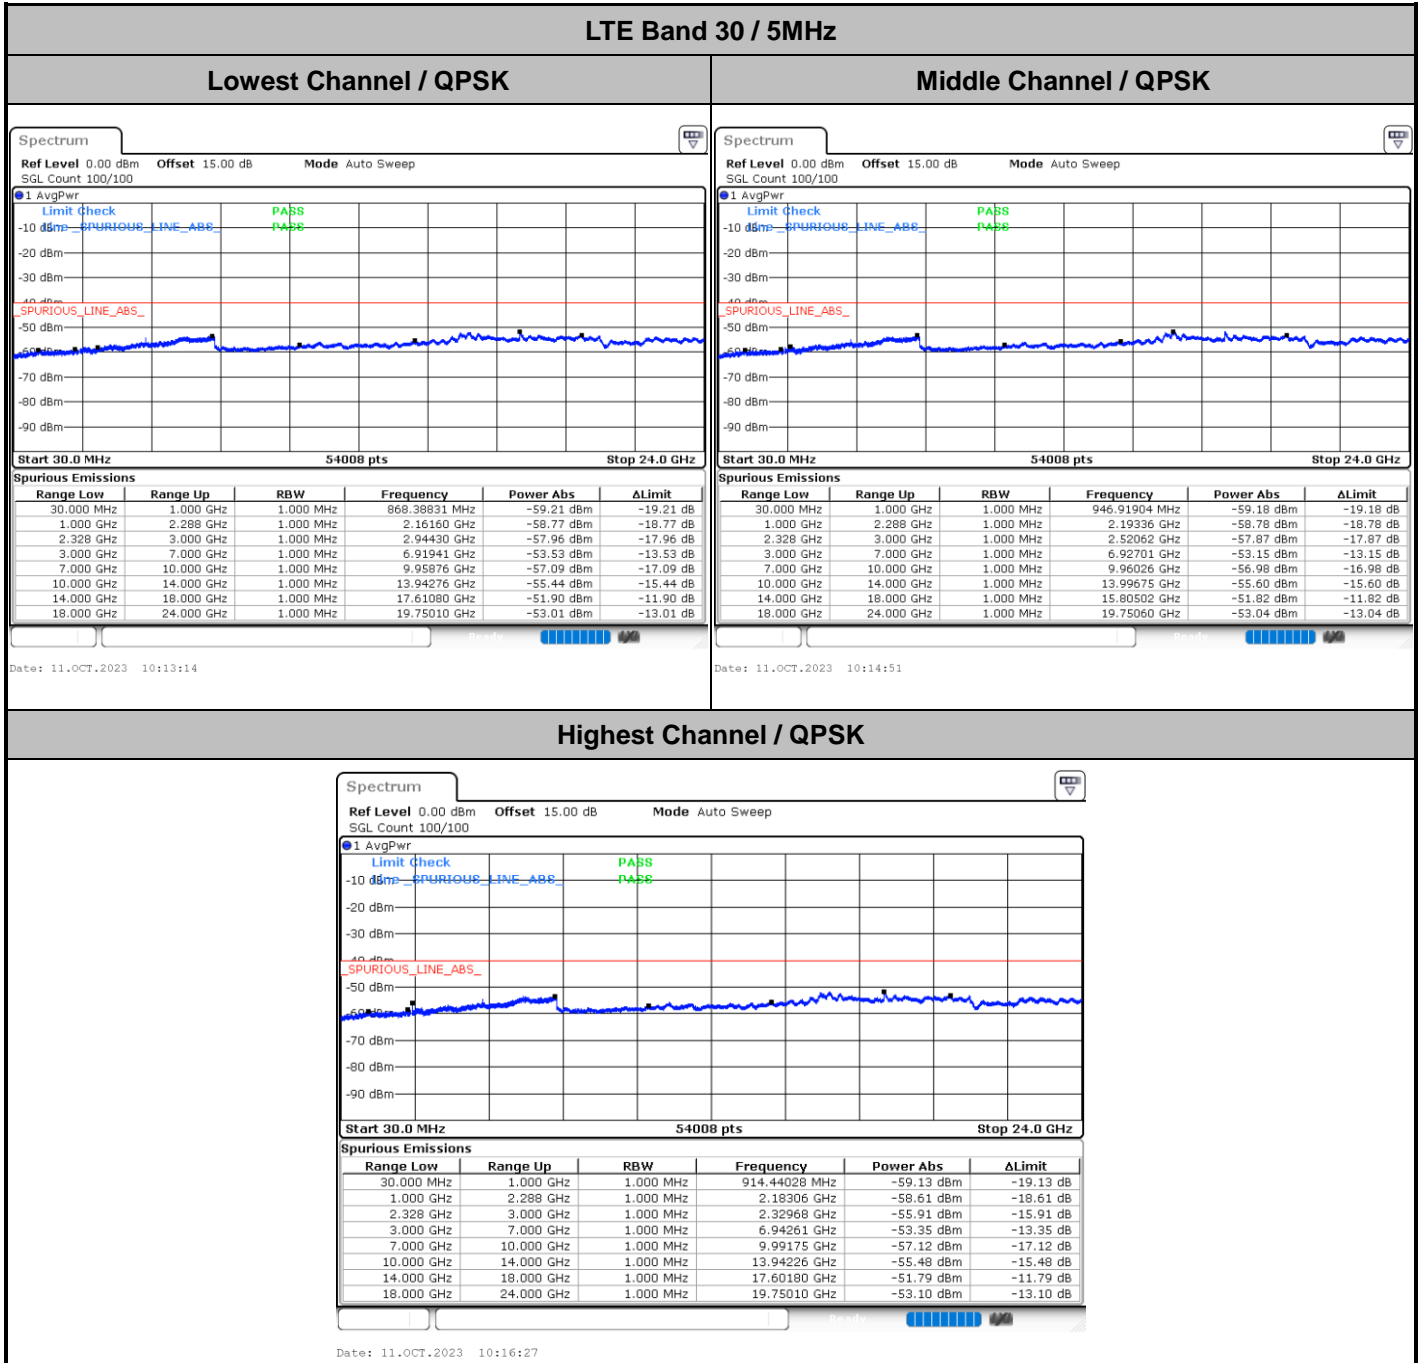 LTE Band 30 / 5MHz
Lowest Channel / QPSK
Middle Channel / QPSK
Spectrum
Ref Level 0.00 dBm Offset 15.00 dB Mode Auto Sweep
SGL Count 100/100
1 AvgPwr
Limit Check PASS
Line _SPURIOUS_LINE_ABS_ PASS
-10 dBm
-20 dBm
-30 dBm
-40 dBm
_SPURIOUS_LINE_ABS_
-50 dBm
-60 dBm
-70 dBm
-80 dBm
-90 dBm
Start 30.0 MHz 54008 pts Stop 24.0 GHz
Spurious Emissions
Range Low Range Up RBW Frequency Power Abs ΔLimit
30.000 MHz 1.000 GHz 1.000 MHz 868.38831 MHz -59.21 dBm -19.21 dB
1.000 GHz 2.288 GHz 1.000 MHz 2.16160 GHz -58.77 dBm -18.77 dB
2.328 GHz 3.000 GHz 1.000 MHz 2.94430 GHz -57.96 dBm -17.96 dB
3.000 GHz 7.000 GHz 1.000 MHz 6.91941 GHz -53.53 dBm -13.53 dB
7.000 GHz 10.000 GHz 1.000 MHz 9.95876 GHz -57.09 dBm -17.09 dB
10.000 GHz 14.000 GHz 1.000 MHz 13.94276 GHz -55.44 dBm -15.44 dB
14.000 GHz 18.000 GHz 1.000 MHz 17.61080 GHz -51.90 dBm -11.90 dB
18.000 GHz 24.000 GHz 1.000 MHz 19.75010 GHz -53.01 dBm -13.01 dB
Ready
Date: 11.OCT.2023 10:13:14
Spectrum
Ref Level 0.00 dBm Offset 15.00 dB Mode Auto Sweep
SGL Count 100/100
1 AvgPwr
Limit Check PASS
Line _SPURIOUS_LINE_ABS_ PASS
-10 dBm
-20 dBm
-30 dBm
-40 dBm
_SPURIOUS_LINE_ABS_
-50 dBm
-60 dBm
-70 dBm
-80 dBm
-90 dBm
Start 30.0 MHz 54008 pts Stop 24.0 GHz
Spurious Emissions
Range Low Range Up RBW Frequency Power Abs ΔLimit
30.000 MHz 1.000 GHz 1.000 MHz 946.91904 MHz -59.18 dBm -19.18 dB
1.000 GHz 2.288 GHz 1.000 MHz 2.19336 GHz -58.78 dBm -18.78 dB
2.328 GHz 3.000 GHz 1.000 MHz 2.52062 GHz -57.87 dBm -17.87 dB
3.000 GHz 7.000 GHz 1.000 MHz 6.92701 GHz -53.15 dBm -13.15 dB
7.000 GHz 10.000 GHz 1.000 MHz 9.96026 GHz -56.98 dBm -16.98 dB
10.000 GHz 14.000 GHz 1.000 MHz 13.99675 GHz -55.60 dBm -15.60 dB
14.000 GHz 18.000 GHz 1.000 MHz 15.80502 GHz -51.82 dBm -11.82 dB
18.000 GHz 24.000 GHz 1.000 MHz 19.75060 GHz -53.04 dBm -13.04 dB
Ready
Date: 11.OCT.2023 10:14:51
Highest Channel / QPSK
Spectrum
Ref Level 0.00 dBm Offset 15.00 dB Mode Auto Sweep
SGL Count 100/100
1 AvgPwr
Limit Check PASS
Line _SPURIOUS_LINE_ABS_ PASS
-10 dBm
-20 dBm
-30 dBm
-40 dBm
_SPURIOUS_LINE_ABS_
-50 dBm
-60 dBm
-70 dBm
-80 dBm
-90 dBm
Start 30.0 MHz 54008 pts Stop 24.0 GHz
Spurious Emissions
Range Low Range Up RBW Frequency Power Abs ΔLimit
30.000 MHz 1.000 GHz 1.000 MHz 914.44028 MHz -59.13 dBm -19.13 dB
1.000 GHz 2.288 GHz 1.000 MHz 2.18306 GHz -58.61 dBm -18.61 dB
2.328 GHz 3.000 GHz 1.000 MHz 2.32968 GHz -55.91 dBm -15.91 dB
3.000 GHz 7.000 GHz 1.000 MHz 6.94261 GHz -53.35 dBm -13.35 dB
7.000 GHz 10.000 GHz 1.000 MHz 9.99175 GHz -57.12 dBm -17.12 dB
10.000 GHz 14.000 GHz 1.000 MHz 13.94226 GHz -55.48 dBm -15.48 dB
14.000 GHz 18.000 GHz 1.000 MHz 17.60180 GHz -51.79 dBm -11.79 dB
18.000 GHz 24.000 GHz 1.000 MHz 19.75010 GHz -53.10 dBm -13.10 dB
Ready
Date: 11.OCT.2023 10:16:27